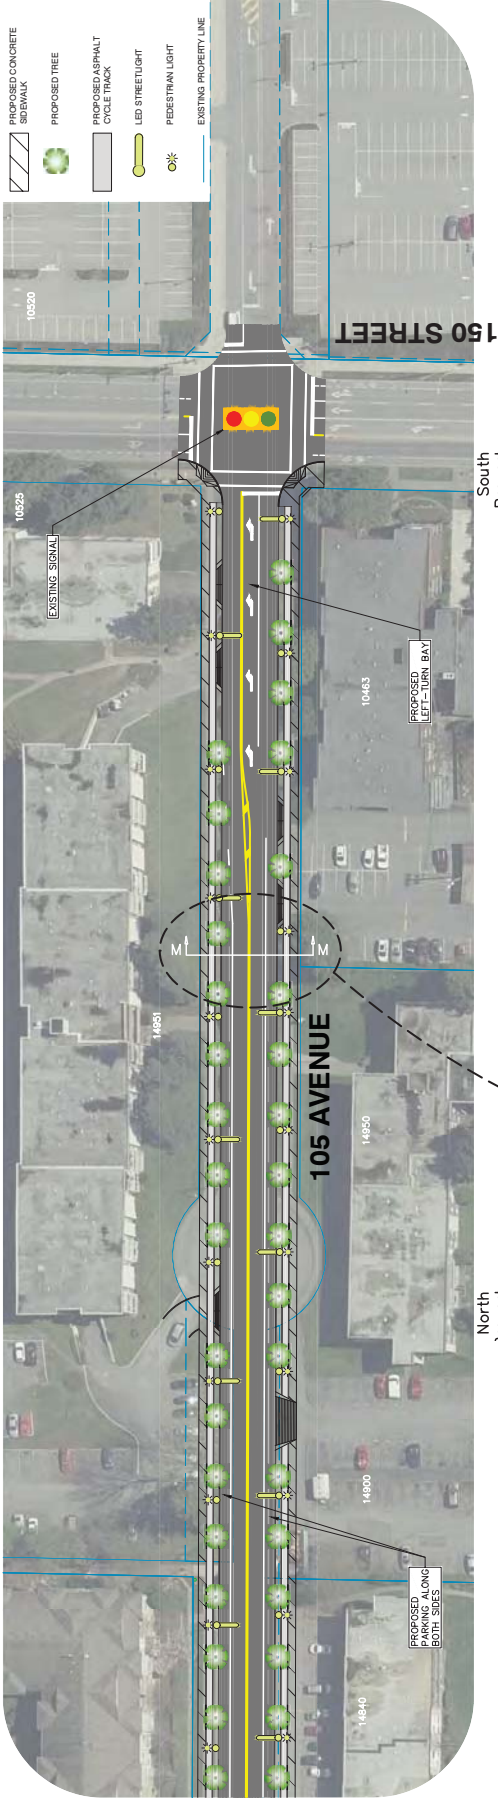 PROPOSED CONCRETE
SIDEWALK
PROPOSED TREE
PROPOSED ASPHALT
CYCLE TRACK
LED STREETLIGHT
PEDESTRIAN LIGHT
EXISTING PROPERTY LINE
10520
150 STREET
10525
EXISTING SIGNAL
South
PROPOSED
LEFT-TURN BAY
10463
M
M
14951
105 AVENUE
14950
North
14900
PROPOSED
PARKING ALONG
BOTH SIDES
14840